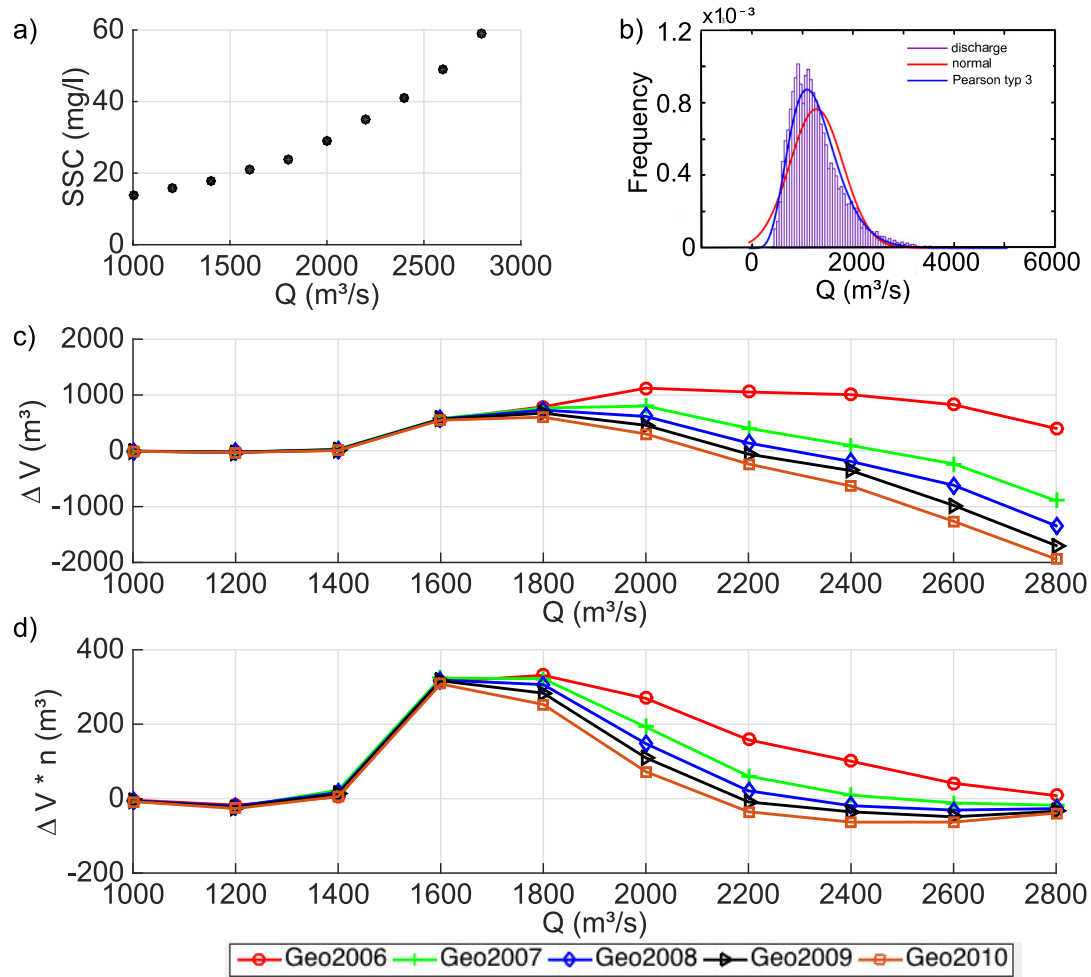 a)
60
40
20
0
SSC (mg/l)
1000 1500 2000 2500 3000
Q (m³/s)
b)
x10⁻³
1.2
0.8
0.4
0
Frequency
discharge
normal
Pearson typ 3
0 2000 4000 6000
Q (m³/s)
c)
2000
1000
0
-1000
-2000
Δ V (m³)
1000 1200 1400 1600 1800 2000 2200 2400 2600 2800
Q (m³/s)
d)
400
200
0
-200
Δ V * n (m³)
1000 1200 1400 1600 1800 2000 2200 2400 2600 2800
Q (m³/s)
Geo2006 Geo2007 Geo2008 Geo2009 Geo2010